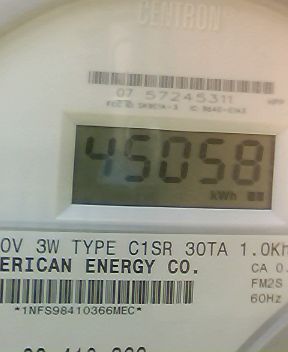 CENTRON
07 57245311
45058
kWh
0V 3W TYPE C1SR 30TA 1.0Kh
ERICAN ENERGY CO.
CA 0.
FM2S
60Hz
*1NFS98410366MEC*